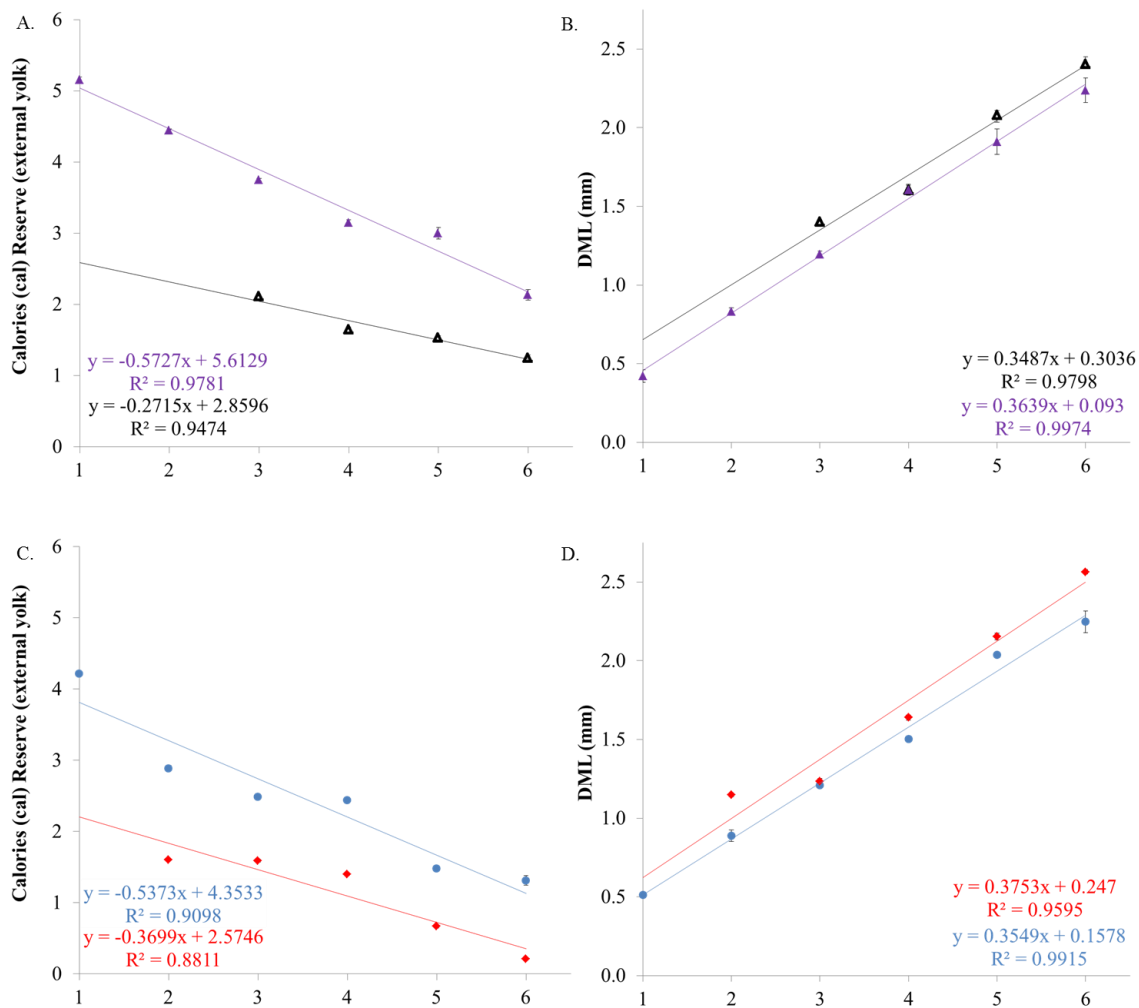 A.
Calories (cal) Reserve (external yolk)
6
5
4
3
2
1
0
y = -0.5727x + 5.6129
R² = 0.9781
y = -0.2715x + 2.8596
R² = 0.9474
1 2 3 4 5 6
B.
DML (mm)
2.5
2.0
1.5
1.0
0.5
0.0
y = 0.3487x + 0.3036
R² = 0.9798
y = 0.3639x + 0.093
R² = 0.9974
1 2 3 4 5 6
C.
Calories (cal) Reserve (external yolk)
6
5
4
3
2
1
0
y = -0.5373x + 4.3533
R² = 0.9098
y = -0.3699x + 2.5746
R² = 0.8811
1 2 3 4 5 6
D.
DML (mm)
2.5
2.0
1.5
1.0
0.5
0.0
y = 0.3753x + 0.247
R² = 0.9595
y = 0.3549x + 0.1578
R² = 0.9915
1 2 3 4 5 6